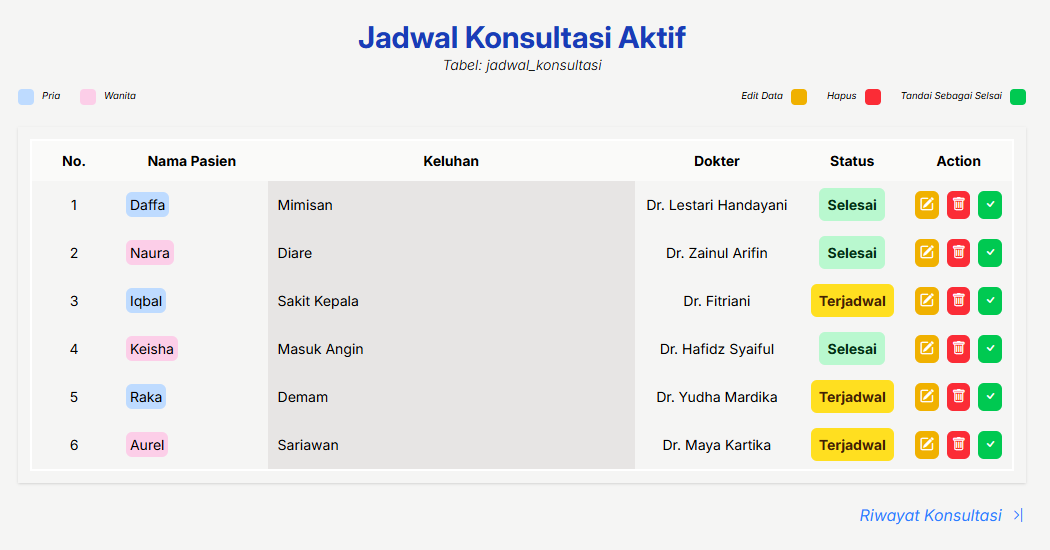 Jadwal Konsultasi Aktif
Tabel: jadwal_konsultasi
Pria Wanita Edit Data Hapus Tandai Sebagai Selsai
No. Nama Pasien Keluhan Dokter Status Action
1 Daffa Mimisan Dr. Lestari Handayani Selesai
2 Naura Diare Dr. Zainul Arifin Selesai
3 Iqbal Sakit Kepala Dr. Fitriani Terjadwal
4 Keisha Masuk Angin Dr. Hafidz Syaiful Selesai
5 Raka Demam Dr. Yudha Mardika Terjadwal
6 Aurel Sariawan Dr. Maya Kartika Terjadwal
Riwayat Konsultasi